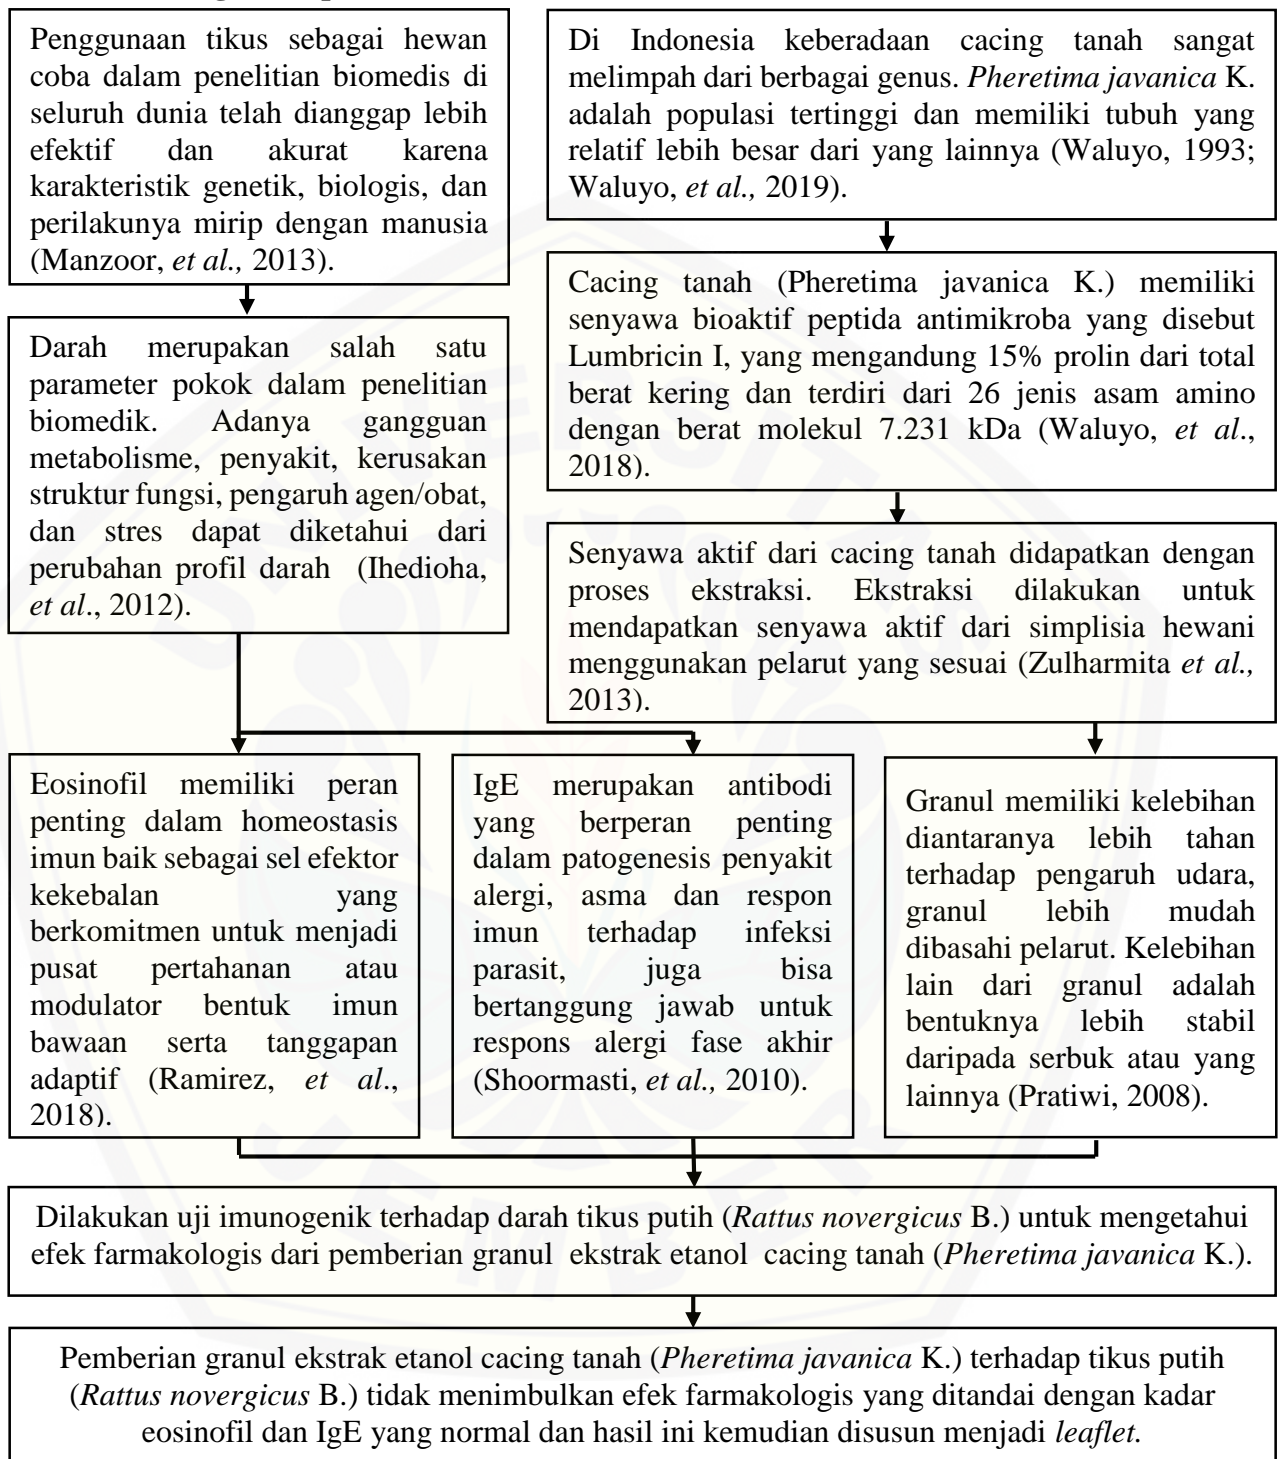 Penggunaan tikus sebagai hewan
coba dalam penelitian biomedis di
seluruh dunia telah dianggap lebih
efektif dan akurat karena
karakteristik genetik, biologis, dan
perilakunya mirip dengan manusia
(Manzoor, et al., 2013).
Di Indonesia keberadaan cacing tanah sangat
melimpah dari berbagai genus. Pheretima javanica K.
adalah populasi tertinggi dan memiliki tubuh yang
relatif lebih besar dari yang lainnya (Waluyo, 1993;
Waluyo, et al., 2019).
Darah merupakan salah satu
parameter pokok dalam penelitian
biomedik. Adanya gangguan
metabolisme, penyakit, kerusakan
struktur fungsi, pengaruh agen/obat,
dan stres dapat diketahui dari
perubahan profil darah (Ihedioha,
et al., 2012).
Cacing tanah (Pheretima javanica K.) memiliki
senyawa bioaktif peptida antimikroba yang disebut
Lumbricin I, yang mengandung 15% prolin dari total
berat kering dan terdiri dari 26 jenis asam amino
dengan berat molekul 7.231 kDa (Waluyo, et al.,
2018).
Senyawa aktif dari cacing tanah didapatkan dengan
proses ekstraksi. Ekstraksi dilakukan untuk
mendapatkan senyawa aktif dari simplisia hewani
menggunakan pelarut yang sesuai (Zulharmita et al.,
2013).
Eosinofil memiliki peran
penting dalam homeostasis
imun baik sebagai sel efektor
kekebalan yang
berkomitmen untuk menjadi
pusat pertahanan atau
modulator bentuk imun
bawaan serta tanggapan
adaptif (Ramirez, et al.,
2018).
IgE merupakan antibodi
yang berperan penting
dalam patogenesis penyakit
alergi, asma dan respon
imun terhadap infeksi
parasit, juga bisa
bertanggung jawab untuk
respons alergi fase akhir
(Shoormasti, et al., 2010).
Granul memiliki kelebihan
diantaranya lebih tahan
terhadap pengaruh udara,
granul lebih mudah
dibasahi pelarut. Kelebihan
lain dari granul adalah
bentuknya lebih stabil
daripada serbuk atau yang
lainnya (Pratiwi, 2008).
Dilakukan uji imunogenik terhadap darah tikus putih (Rattus novergicus B.) untuk mengetahui
efek farmakologis dari pemberian granul ekstrak etanol cacing tanah (Pheretima javanica K.).
Pemberian granul ekstrak etanol cacing tanah (Pheretima javanica K.) terhadap tikus putih
(Rattus novergicus B.) tidak menimbulkan efek farmakologis yang ditandai dengan kadar
eosinofil dan IgE yang normal dan hasil ini kemudian disusun menjadi leaflet.
UNIVERSITAS
JEMBER